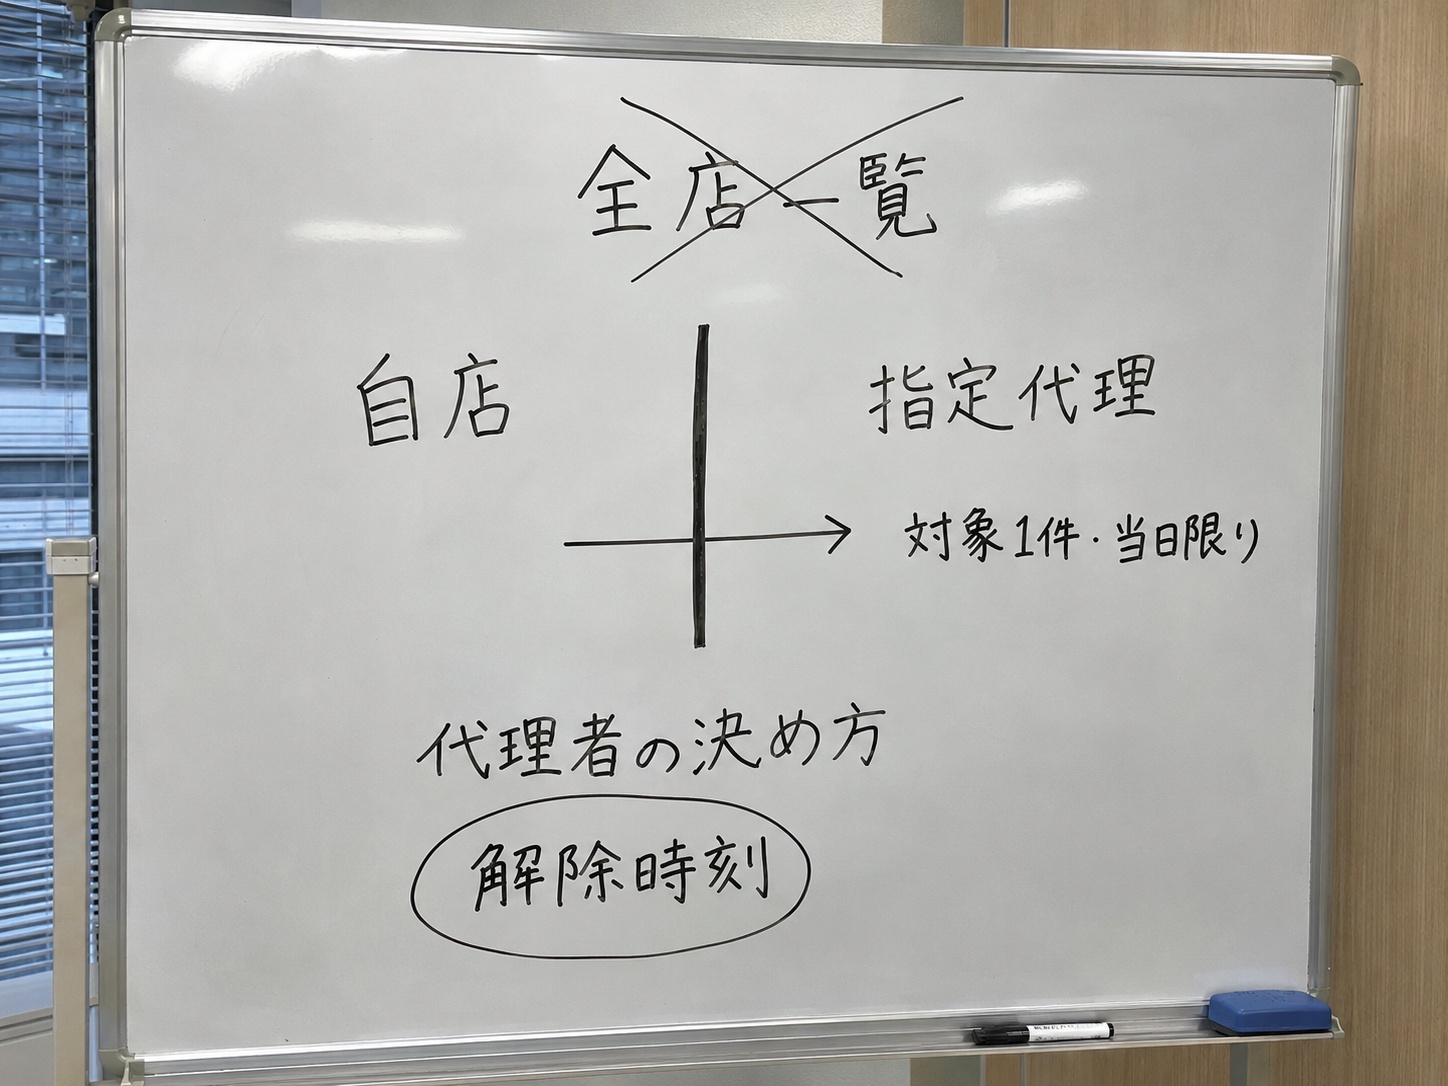 全店一覧
自店
指定代理
対象1件・当日限り
代理者の決め方
解除時刻